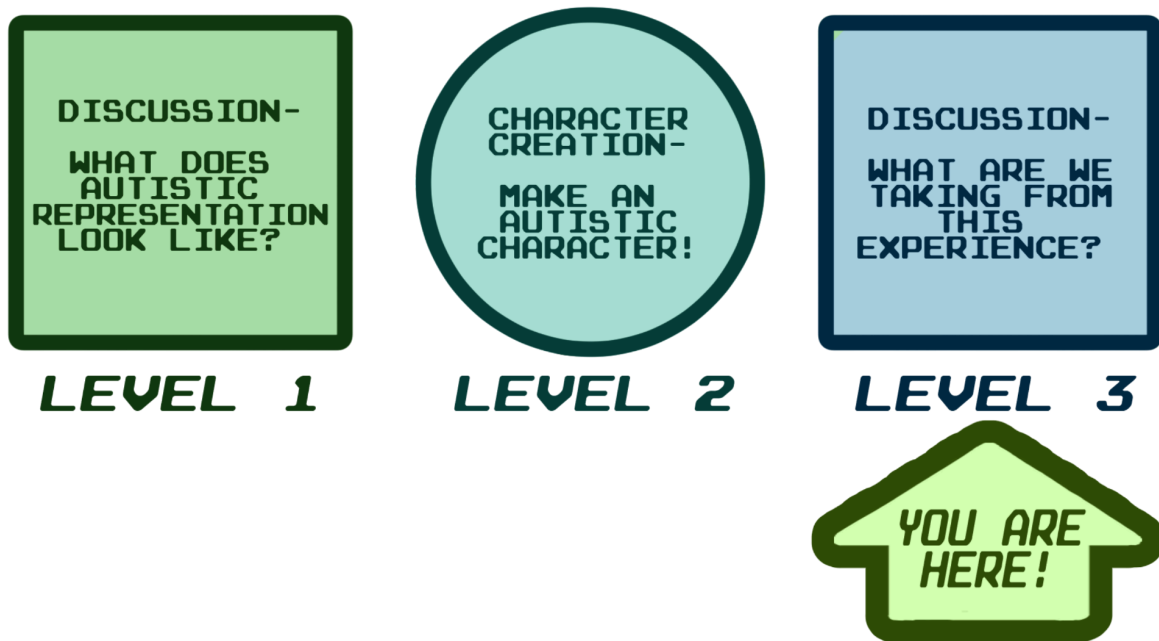 DISCUSSION-
WHAT DOES
AUTISTIC
REPRESENTATION
LOOK LIKE?
LEVEL 1
CHARACTER
CREATION-
MAKE AN
AUTISTIC
CHARACTER!
LEVEL 2
DISCUSSION-
WHAT ARE WE
TAKING FROM
THIS
EXPERIENCE?
LEVEL 3
YOU ARE
HERE!